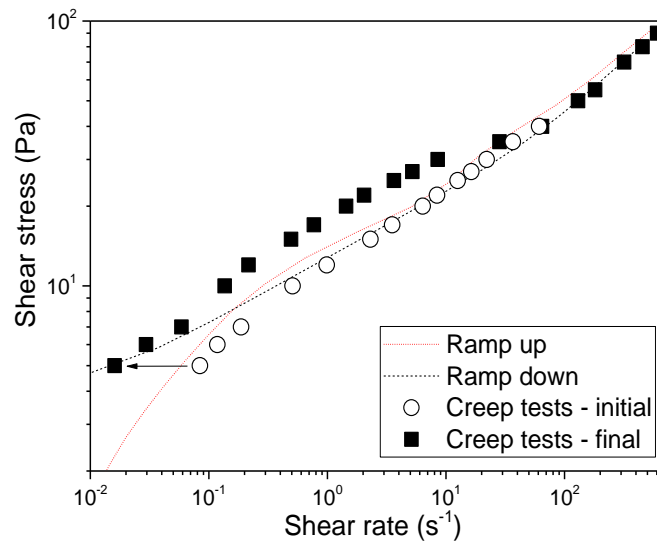 10²
Shear stress (Pa)
10¹
Ramp up
Ramp down
Creep tests - initial
Creep tests - final
10⁻² 10⁻¹ 10⁰ 10¹ 10²
Shear rate (s⁻¹)